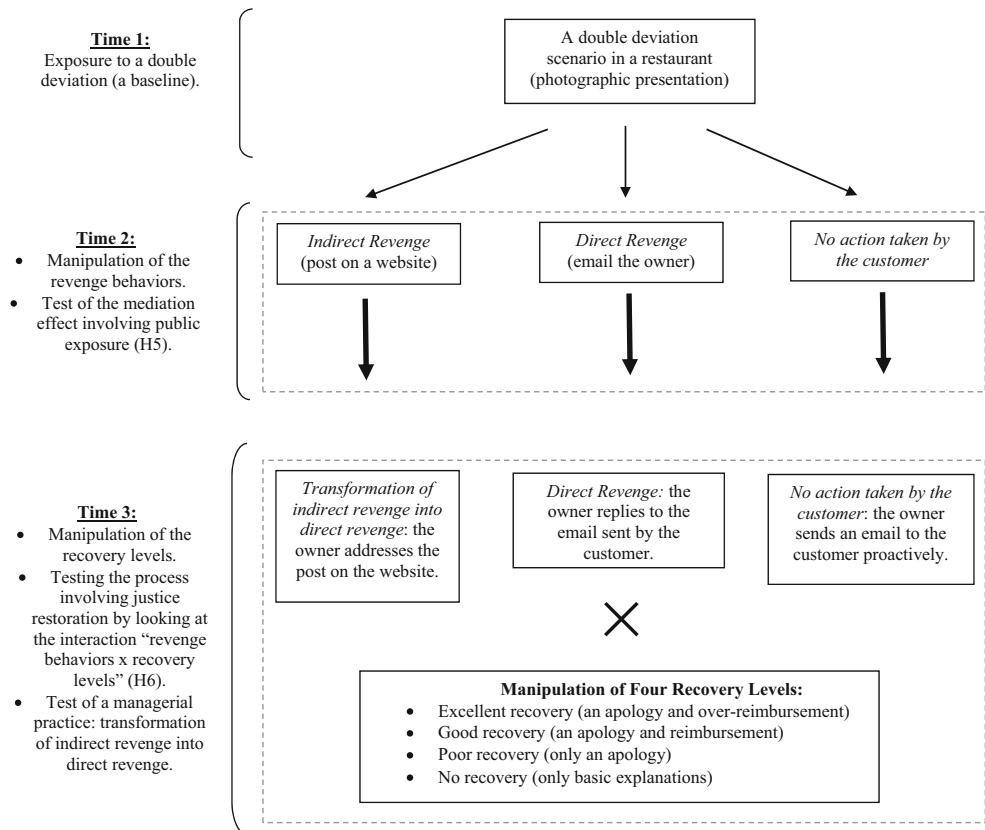 Time 1:
Exposure to a double
deviation (a baseline).
A double deviation
scenario in a restaurant
(photographic presentation)
Time 2:
• Manipulation of the
revenge behaviors.
• Test of the mediation
effect involving public
exposure (H5).
Indirect Revenge
(post on a website)
Direct Revenge
(email the owner)
No action taken by
the customer
Time 3:
• Manipulation of the
recovery levels.
• Testing the process
involving justice
restoration by looking
at the interaction “revenge
behaviors x recovery
levels” (H6).
• Test of a managerial
practice: transformation
of indirect revenge into
direct revenge.
Transformation of
indirect revenge into
direct revenge: the
owner addresses the
post on the website.
Direct Revenge: the
owner replies to the
email sent by the
customer.
No action taken by the
customer: the owner
sends an email to the
customer proactively.
Manipulation of Four Recovery Levels:
• Excellent recovery (an apology and over-reimbursement)
• Good recovery (an apology and reimbursement)
• Poor recovery (only an apology)
• No recovery (only basic explanations)